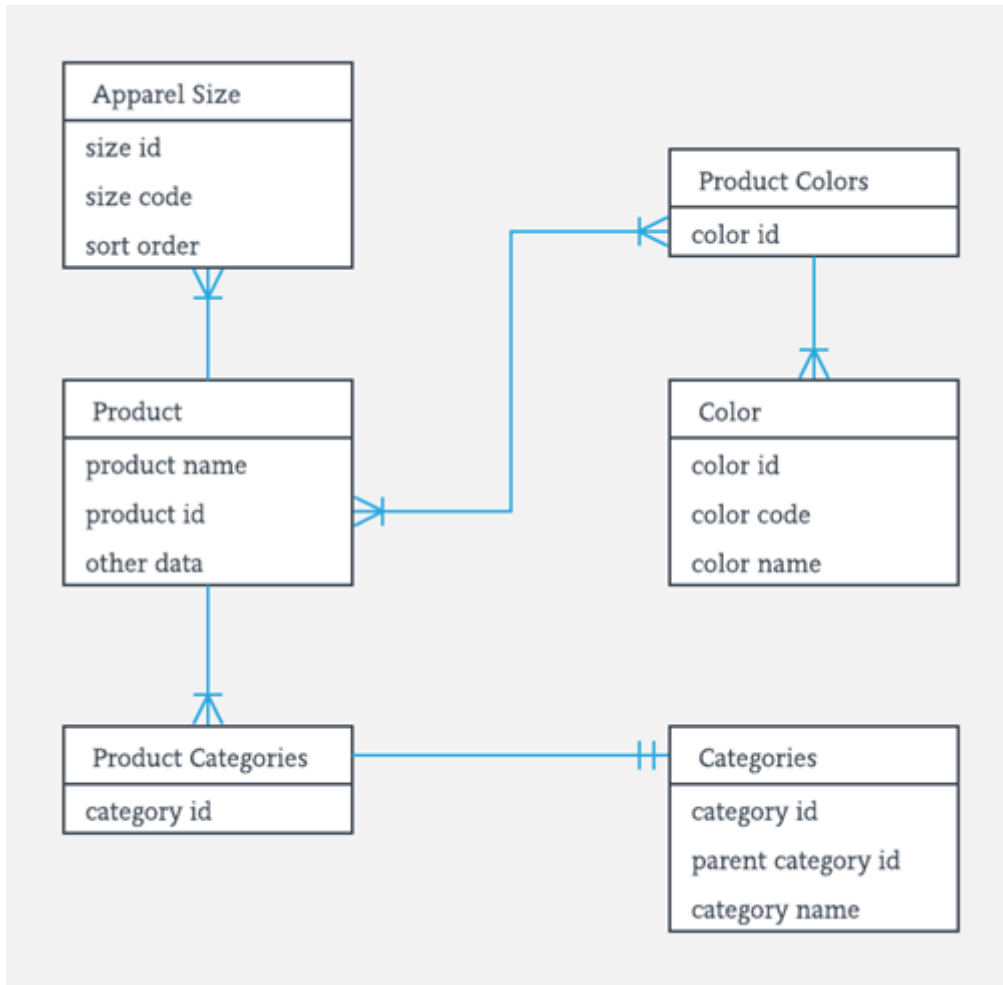 Apparel Size
size id
size code
sort order
Product Colors
color id
Product
product name
product id
other data
Color
color id
color code
color name
Product Categories
category id
Categories
category id
parent category id
category name